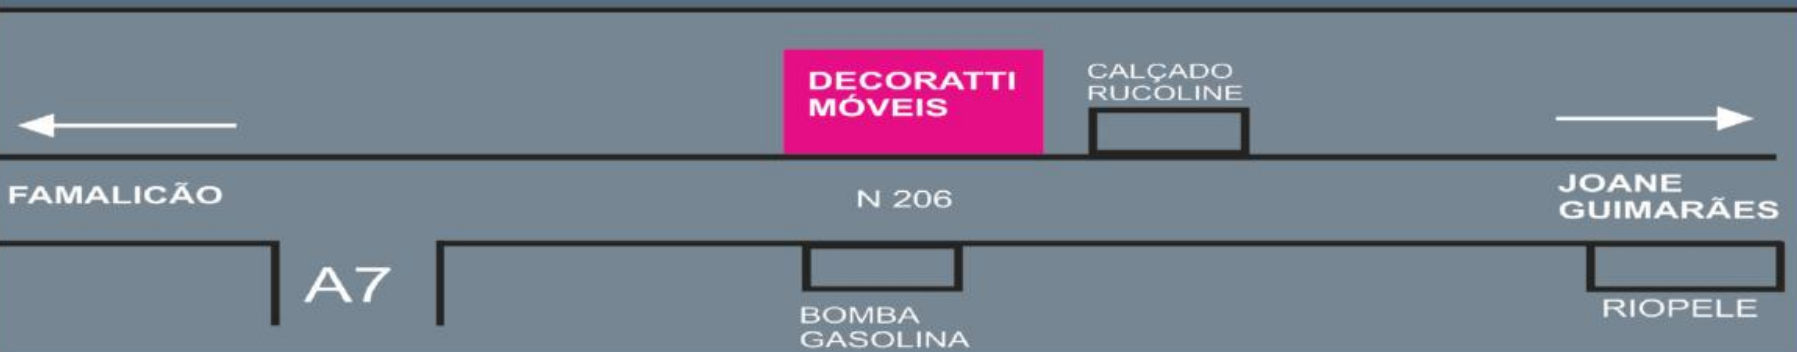 DECORATTI
MÓVEIS
CALÇADO
RUCOLINE
FAMALICÃO
N 206
JOANE
GUIMARÃES
A7
BOMBA
GASOLINA
RIOPELE